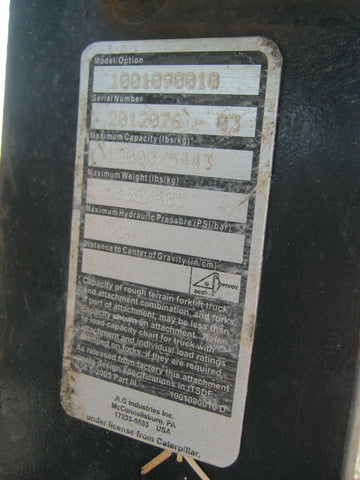 Model/Option
1001090010
Serial Number
2012076 - 03
Maximum Capacity (lbs/kg)
12000/5443
Maximum Weight (lbs/kg)
Maximum Hydraulic Pressure (PSI/bar)
N/A
Distance to Center of Gravity (in/cm)
PIVOT
Capacity of rough terrain forklift truck
and attachment combination, and forks,
if part of attachment, may be less than
capacity shown on attachment. Refer
to load capacity chart for truck with
attachment and individual load ratings
stamped on forks, if they are required.
As released from factory this attachment
meets design specifications in ITSDF
B56.6-2005 Part III.
1001090016 D
JLG Industries Inc.
McConnellsburg, PA
17233-9533 USA
under license from Caterpillar.